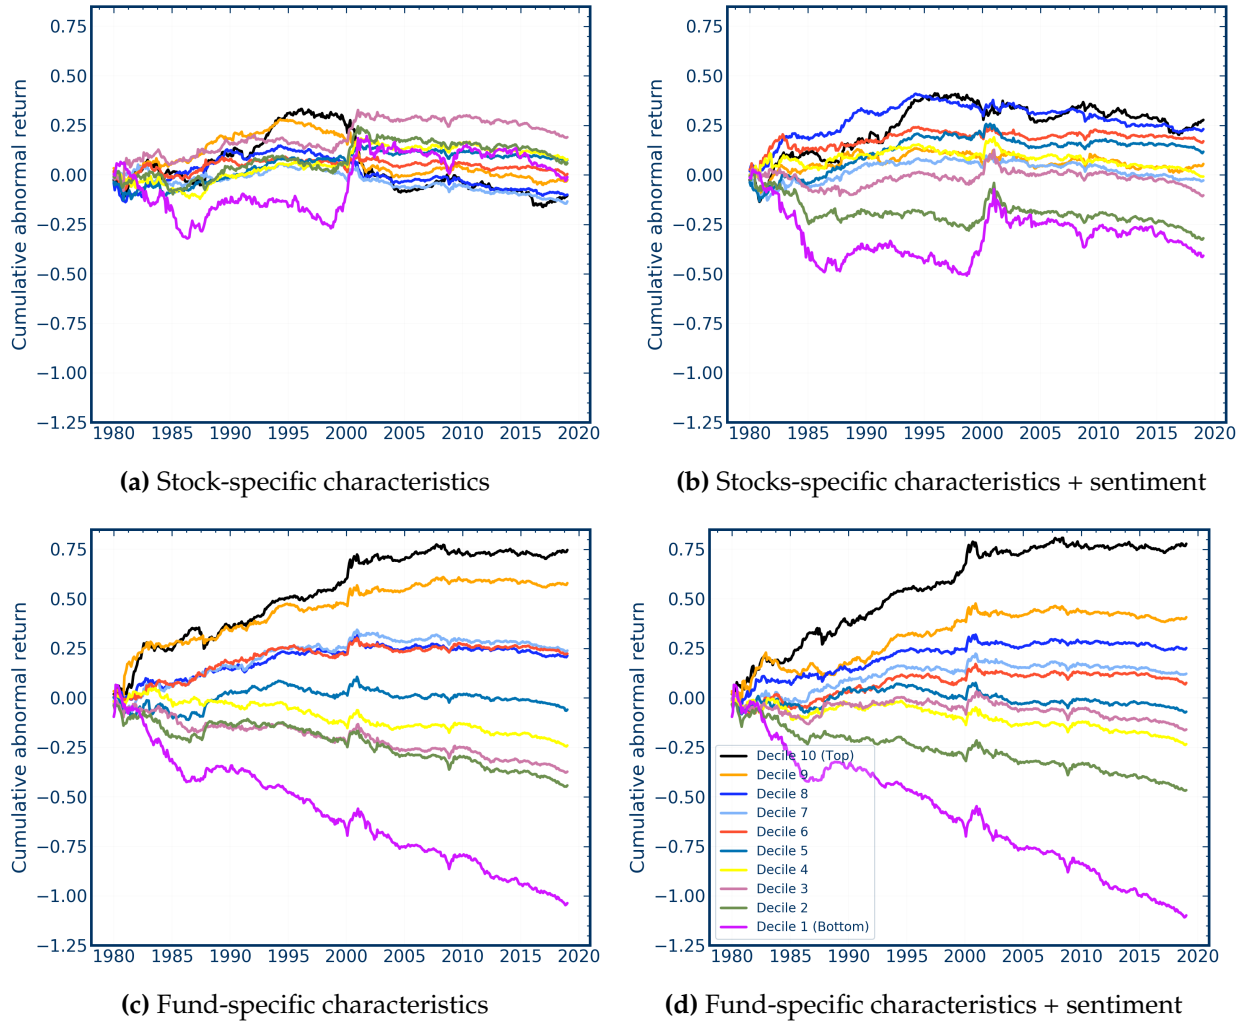 Cumulative abnormal return
0.75
0.50
0.25
0.00
−0.25
−0.50
−0.75
−1.00
−1.25
1980 1985 1990 1995 2000 2005 2010 2015 2020
(a) Stock-specific characteristics
Cumulative abnormal return
0.75
0.50
0.25
0.00
−0.25
−0.50
−0.75
−1.00
−1.25
1980 1985 1990 1995 2000 2005 2010 2015 2020
(b) Stocks-specific characteristics + sentiment
Cumulative abnormal return
0.75
0.50
0.25
0.00
−0.25
−0.50
−0.75
−1.00
−1.25
1980 1985 1990 1995 2000 2005 2010 2015 2020
(c) Fund-specific characteristics
Cumulative abnormal return
0.75
0.50
0.25
0.00
−0.25
−0.50
−0.75
−1.00
−1.25
Decile 10 (Top)
Decile 9
Decile 8
Decile 7
Decile 6
Decile 5
Decile 4
Decile 3
Decile 2
Decile 1 (Bottom)
1980 1985 1990 1995 2000 2005 2010 2015 2020
(d) Fund-specific characteristics + sentiment